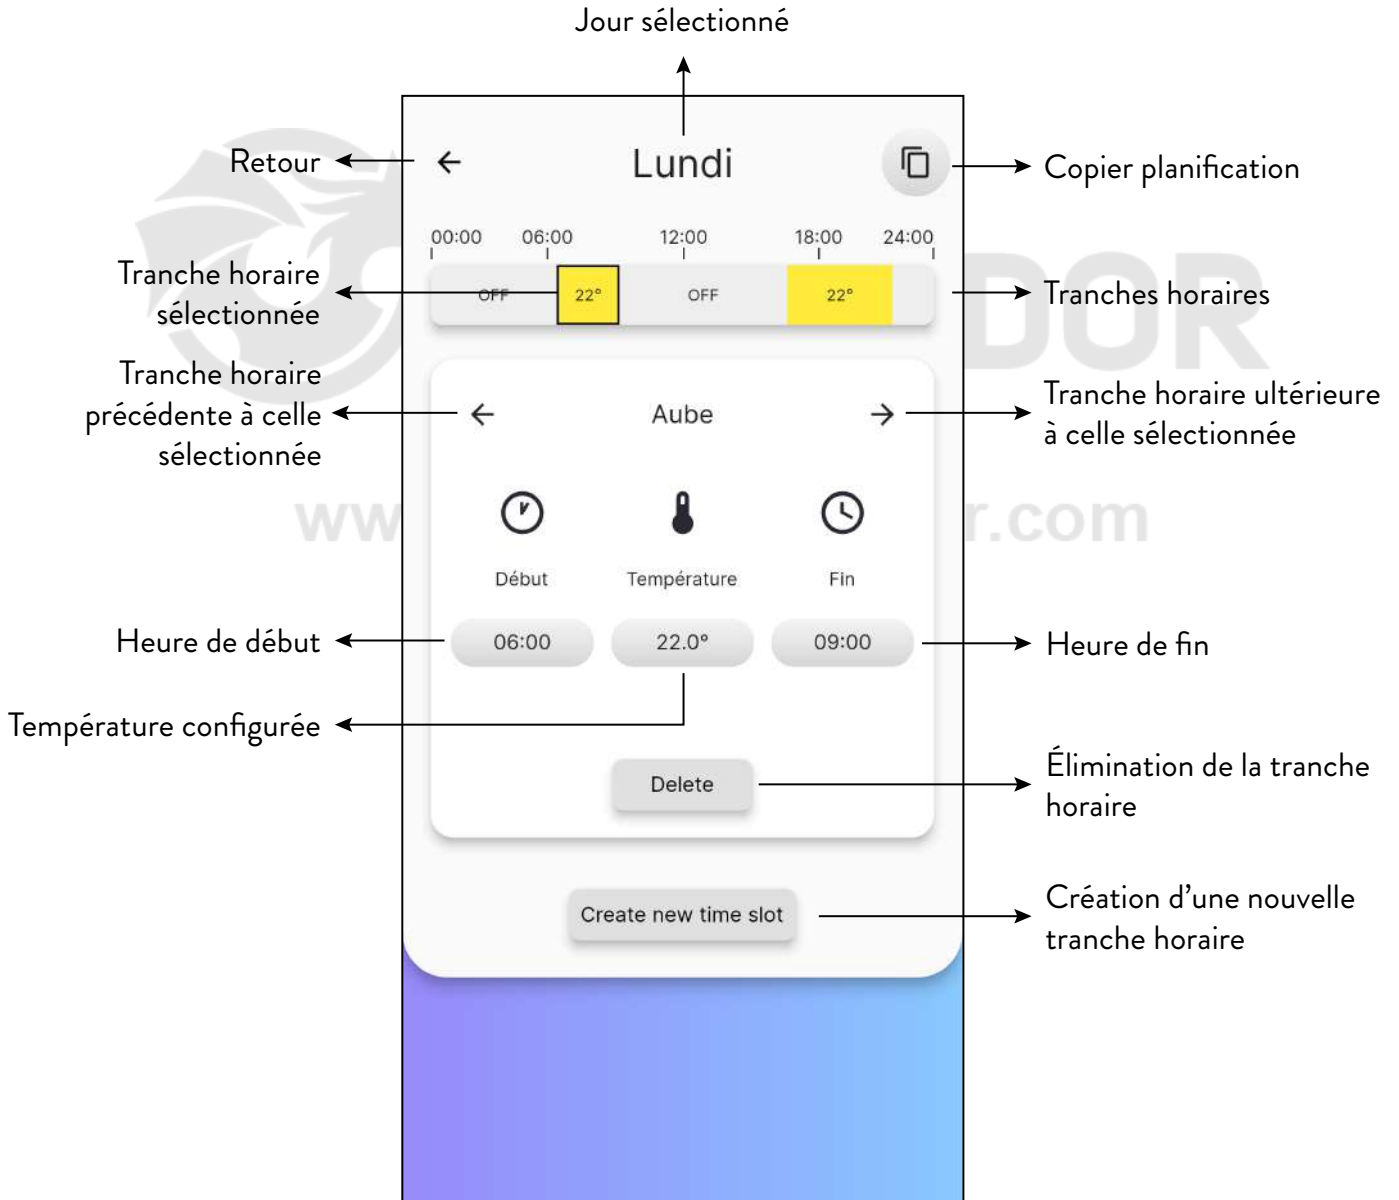 Jour sélectionné
Retour
Lundi
Copier planification
00:00 06:00 12:00 18:00 24:00
Tranche horaire
sélectionnée
OFF 22° OFF 22°
Tranches horaires
DOR
Tranche horaire
précédente à celle
sélectionnée
Aube
Tranche horaire ultérieure
à celle sélectionnée
ww
r.com
Début Température Fin
Heure de début
06:00 22.0° 09:00
Heure de fin
Température configurée
Delete
Élimination de la tranche
horaire
Create new time slot
Création d'une nouvelle
tranche horaire